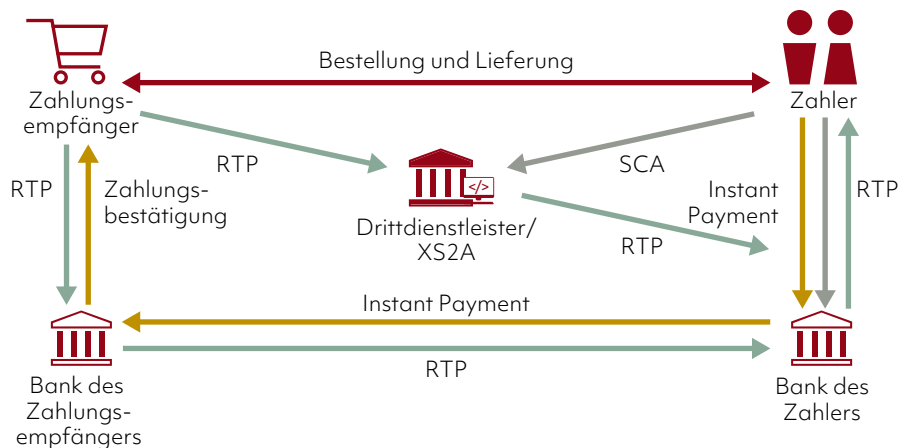 Bestellung und Lieferung
Zahlungs-
empfänger
Zahler
RTP
Zahlungs-
bestätigung
RTP
</>
Drittdienstleister/
XS2A
SCA
RTP
Instant
Payment
RTP
Instant Payment
RTP
Bank des
Zahlungs-
empfängers
Bank des
Zahlers